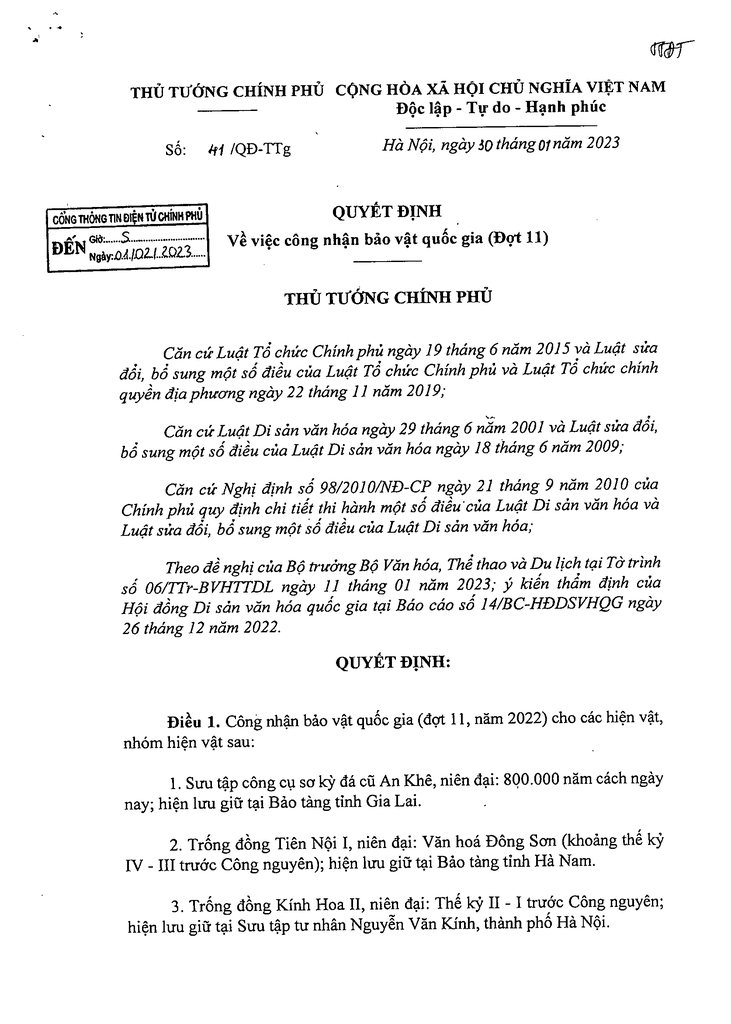 TTĐT
THỦ TƯỚNG CHÍNH PHỦ
CỘNG HÒA XÃ HỘI CHỦ NGHĨA VIỆT NAM
Độc lập - Tự do - Hạnh phúc
Số: 41 /QĐ-TTg
Hà Nội, ngày 30 tháng 01 năm 2023
CỔNG THÔNG TIN ĐIỆN TỬ CHÍNH PHỦ
ĐẾN
Giờ:.....S.....
Ngày:.01/02/2023.....
QUYẾT ĐỊNH
Về việc công nhận bảo vật quốc gia (Đợt 11)
THỦ TƯỚNG CHÍNH PHỦ
Căn cứ Luật Tổ chức Chính phủ ngày 19 tháng 6 năm 2015 và Luật sửa
đổi, bổ sung một số điều của Luật Tổ chức Chính phủ và Luật Tổ chức chính
quyền địa phương ngày 22 tháng 11 năm 2019;
Căn cứ Luật Di sản văn hóa ngày 29 tháng 6 năm 2001 và Luật sửa đổi,
bổ sung một số điều của Luật Di sản văn hóa ngày 18 tháng 6 năm 2009;
Căn cứ Nghị định số 98/2010/NĐ-CP ngày 21 tháng 9 năm 2010 của
Chính phủ quy định chi tiết thi hành một số điều của Luật Di sản văn hóa và
Luật sửa đổi, bổ sung một số điều của Luật Di sản văn hóa;
Theo đề nghị của Bộ trưởng Bộ Văn hóa, Thể thao và Du lịch tại Tờ trình
số 06/TTr-BVHTTDL ngày 11 tháng 01 năm 2023; ý kiến thẩm định của
Hội đồng Di sản văn hóa quốc gia tại Báo cáo số 14/BC-HĐDSVHQG ngày
26 tháng 12 năm 2022.
QUYẾT ĐỊNH:
Điều 1. Công nhận bảo vật quốc gia (đợt 11, năm 2022) cho các hiện vật,
nhóm hiện vật sau:
1. Sưu tập công cụ sơ kỳ đá cũ An Khê, niên đại: 800.000 năm cách ngày
nay; hiện lưu giữ tại Bảo tàng tỉnh Gia Lai.
2. Trống đồng Tiên Nội I, niên đại: Văn hoá Đông Sơn (khoảng thế kỷ
IV - III trước Công nguyên); hiện lưu giữ tại Bảo tàng tỉnh Hà Nam.
3. Trống đồng Kính Hoa II, niên đại: Thế kỷ II - I trước Công nguyên;
hiện lưu giữ tại Sưu tập tư nhân Nguyễn Văn Kính, thành phố Hà Nội.